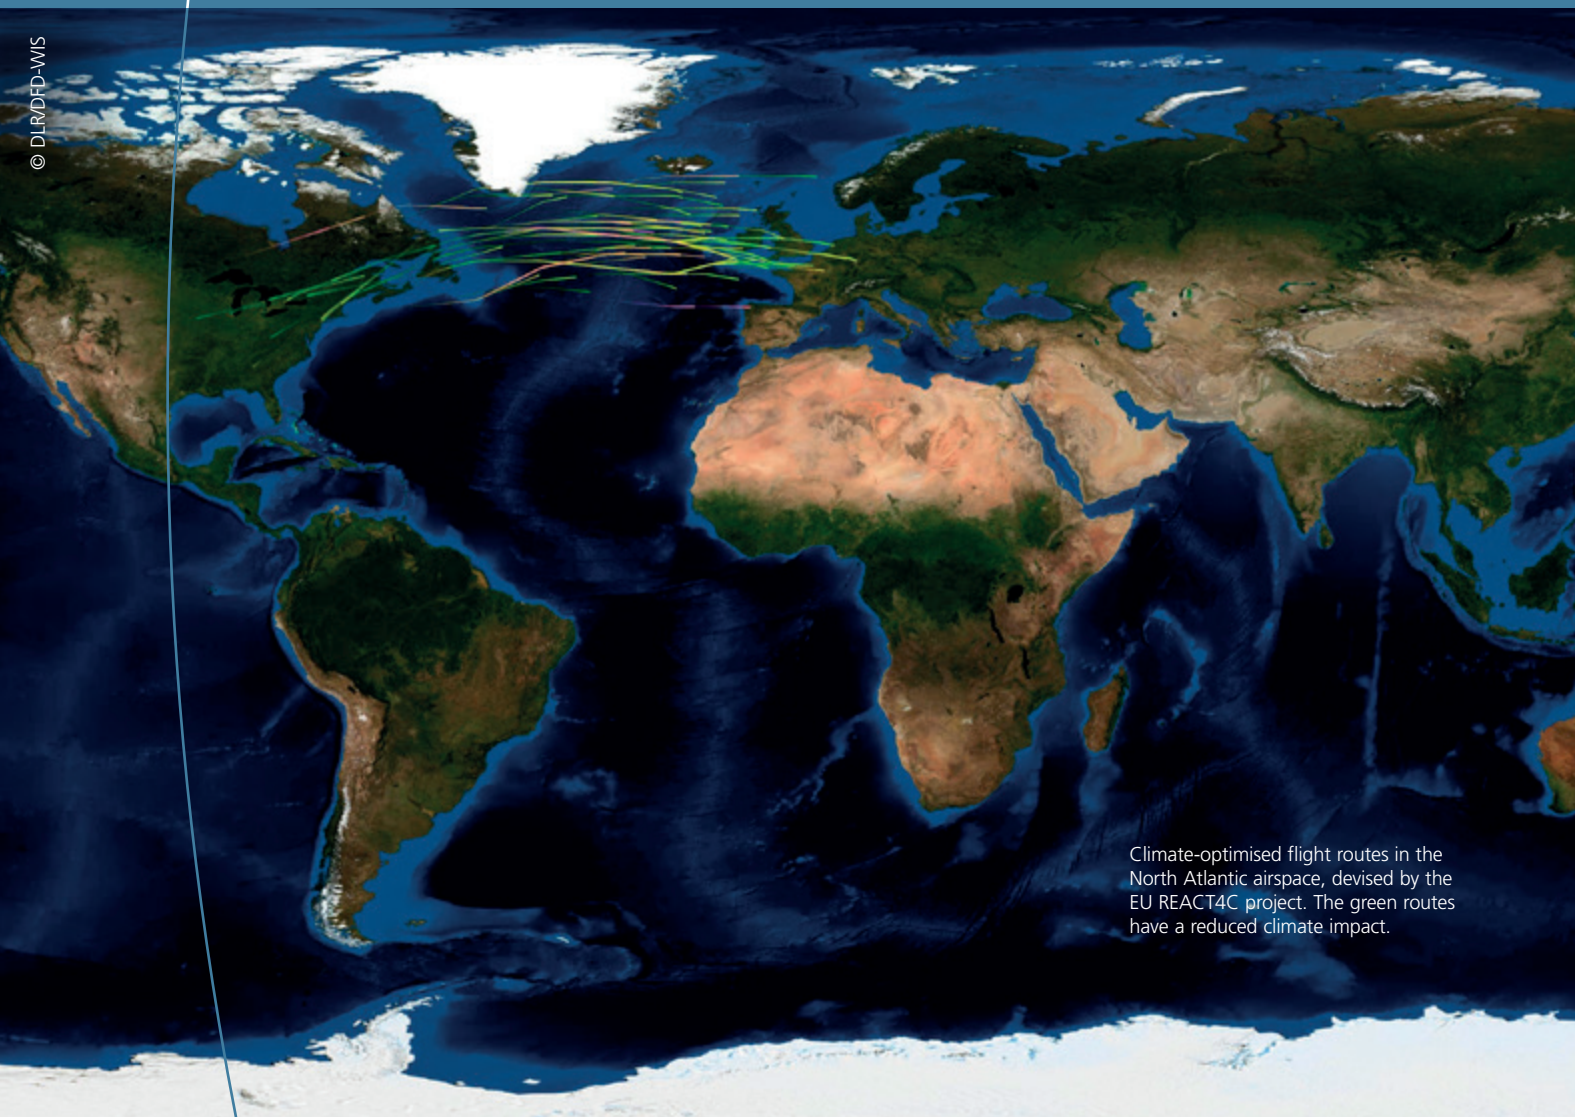 © DLR/DFD-WIS
Climate-optimised flight routes in the
North Atlantic airspace, devised by the
EU REACT4C project. The green routes
have a reduced climate impact.